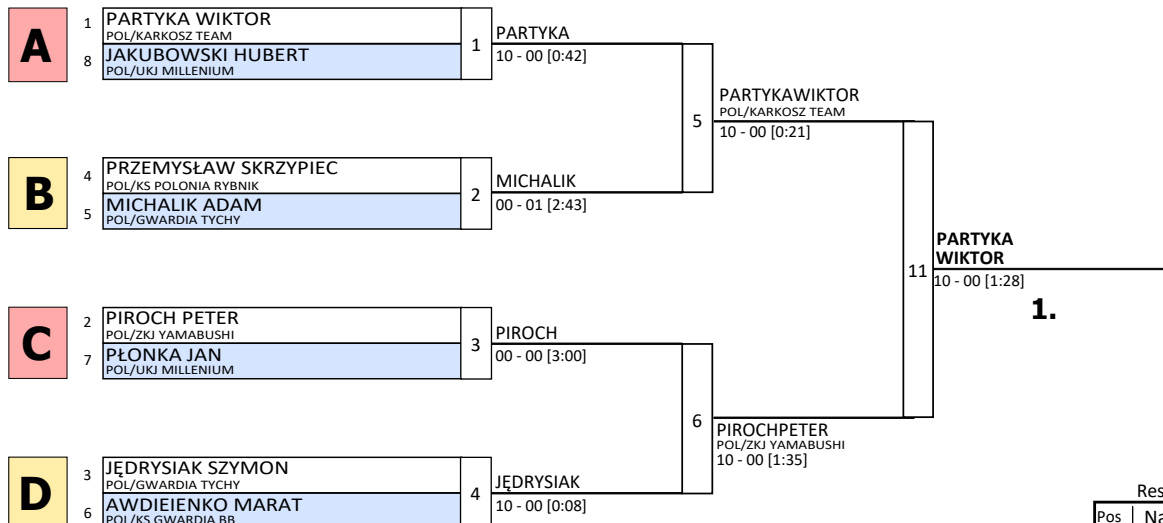 A
1 PARTYKA WIKTOR
POL/KARKOSZ TEAM
8 JAKUBOWSKI HUBERT
POL/UKJ MILLENIUM
1
PARTYKA
10 - 00 [0:42]
B
4 PRZEMYSŁAW SKRZYPIEC
POL/KS POLONIA RYBNIK
5 MICHALIK ADAM
POL/GWARDIA TYCHY
2
MICHALIK
00 - 01 [2:43]
5
PARTYKAWIKTOR
POL/KARKOSZ TEAM
10 - 00 [0:21]
C
2 PIROCH PETER
POL/ZKJ YAMABUSHI
7 PŁONKA JAN
POL/UKJ MILLENIUM
3
PIROCH
00 - 00 [3:00]
D
3 JĘDRYSIAK SZYMON
POL/GWARDIA TYCHY
6 AWDIEIENKO MARAT
POL/KS GWARDIA BB
4
JĘDRYSIAK
10 - 00 [0:08]
6
PIROCHPETER
POL/ZKJ YAMABUSHI
10 - 00 [1:35]
11
PARTYKA
WIKTOR
10 - 00 [1:28]
1.
Res
Pos Na